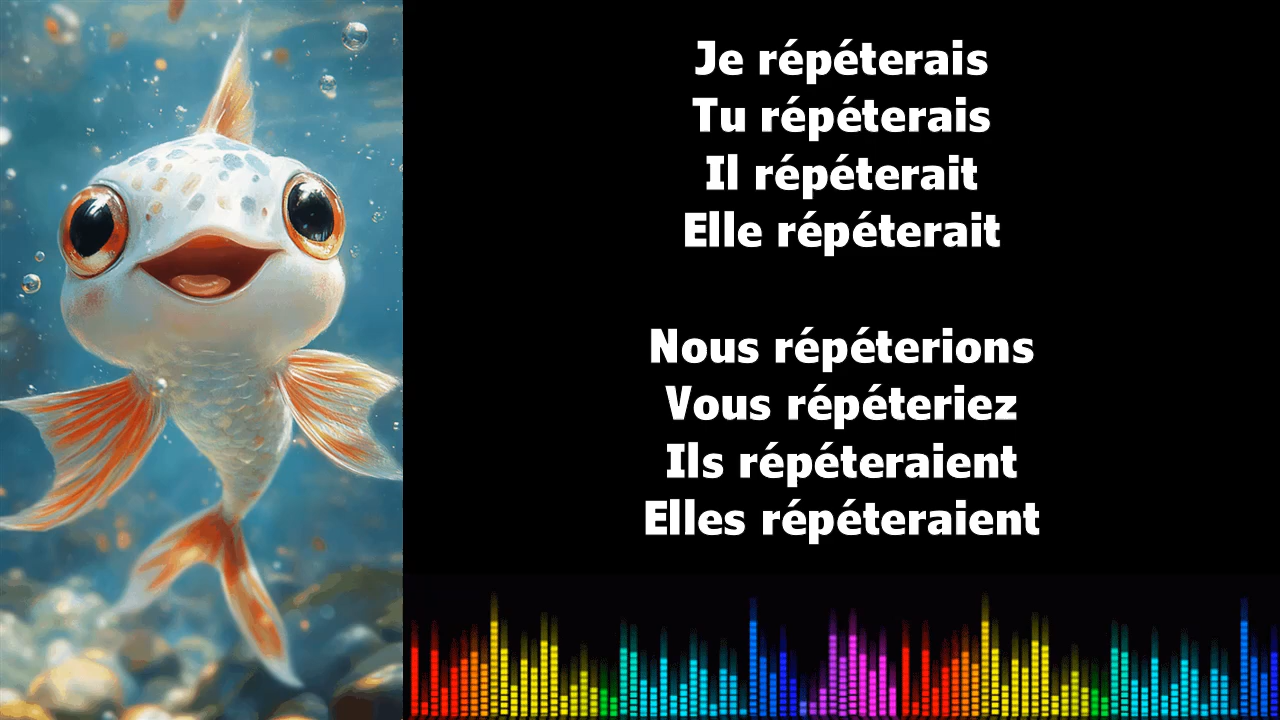 Je répéterais
Tu répéterais
Il répéterait
Elle répéterait
Nous répéterions
Vous répéteriez
Ils répéteraient
Elles répéteraient